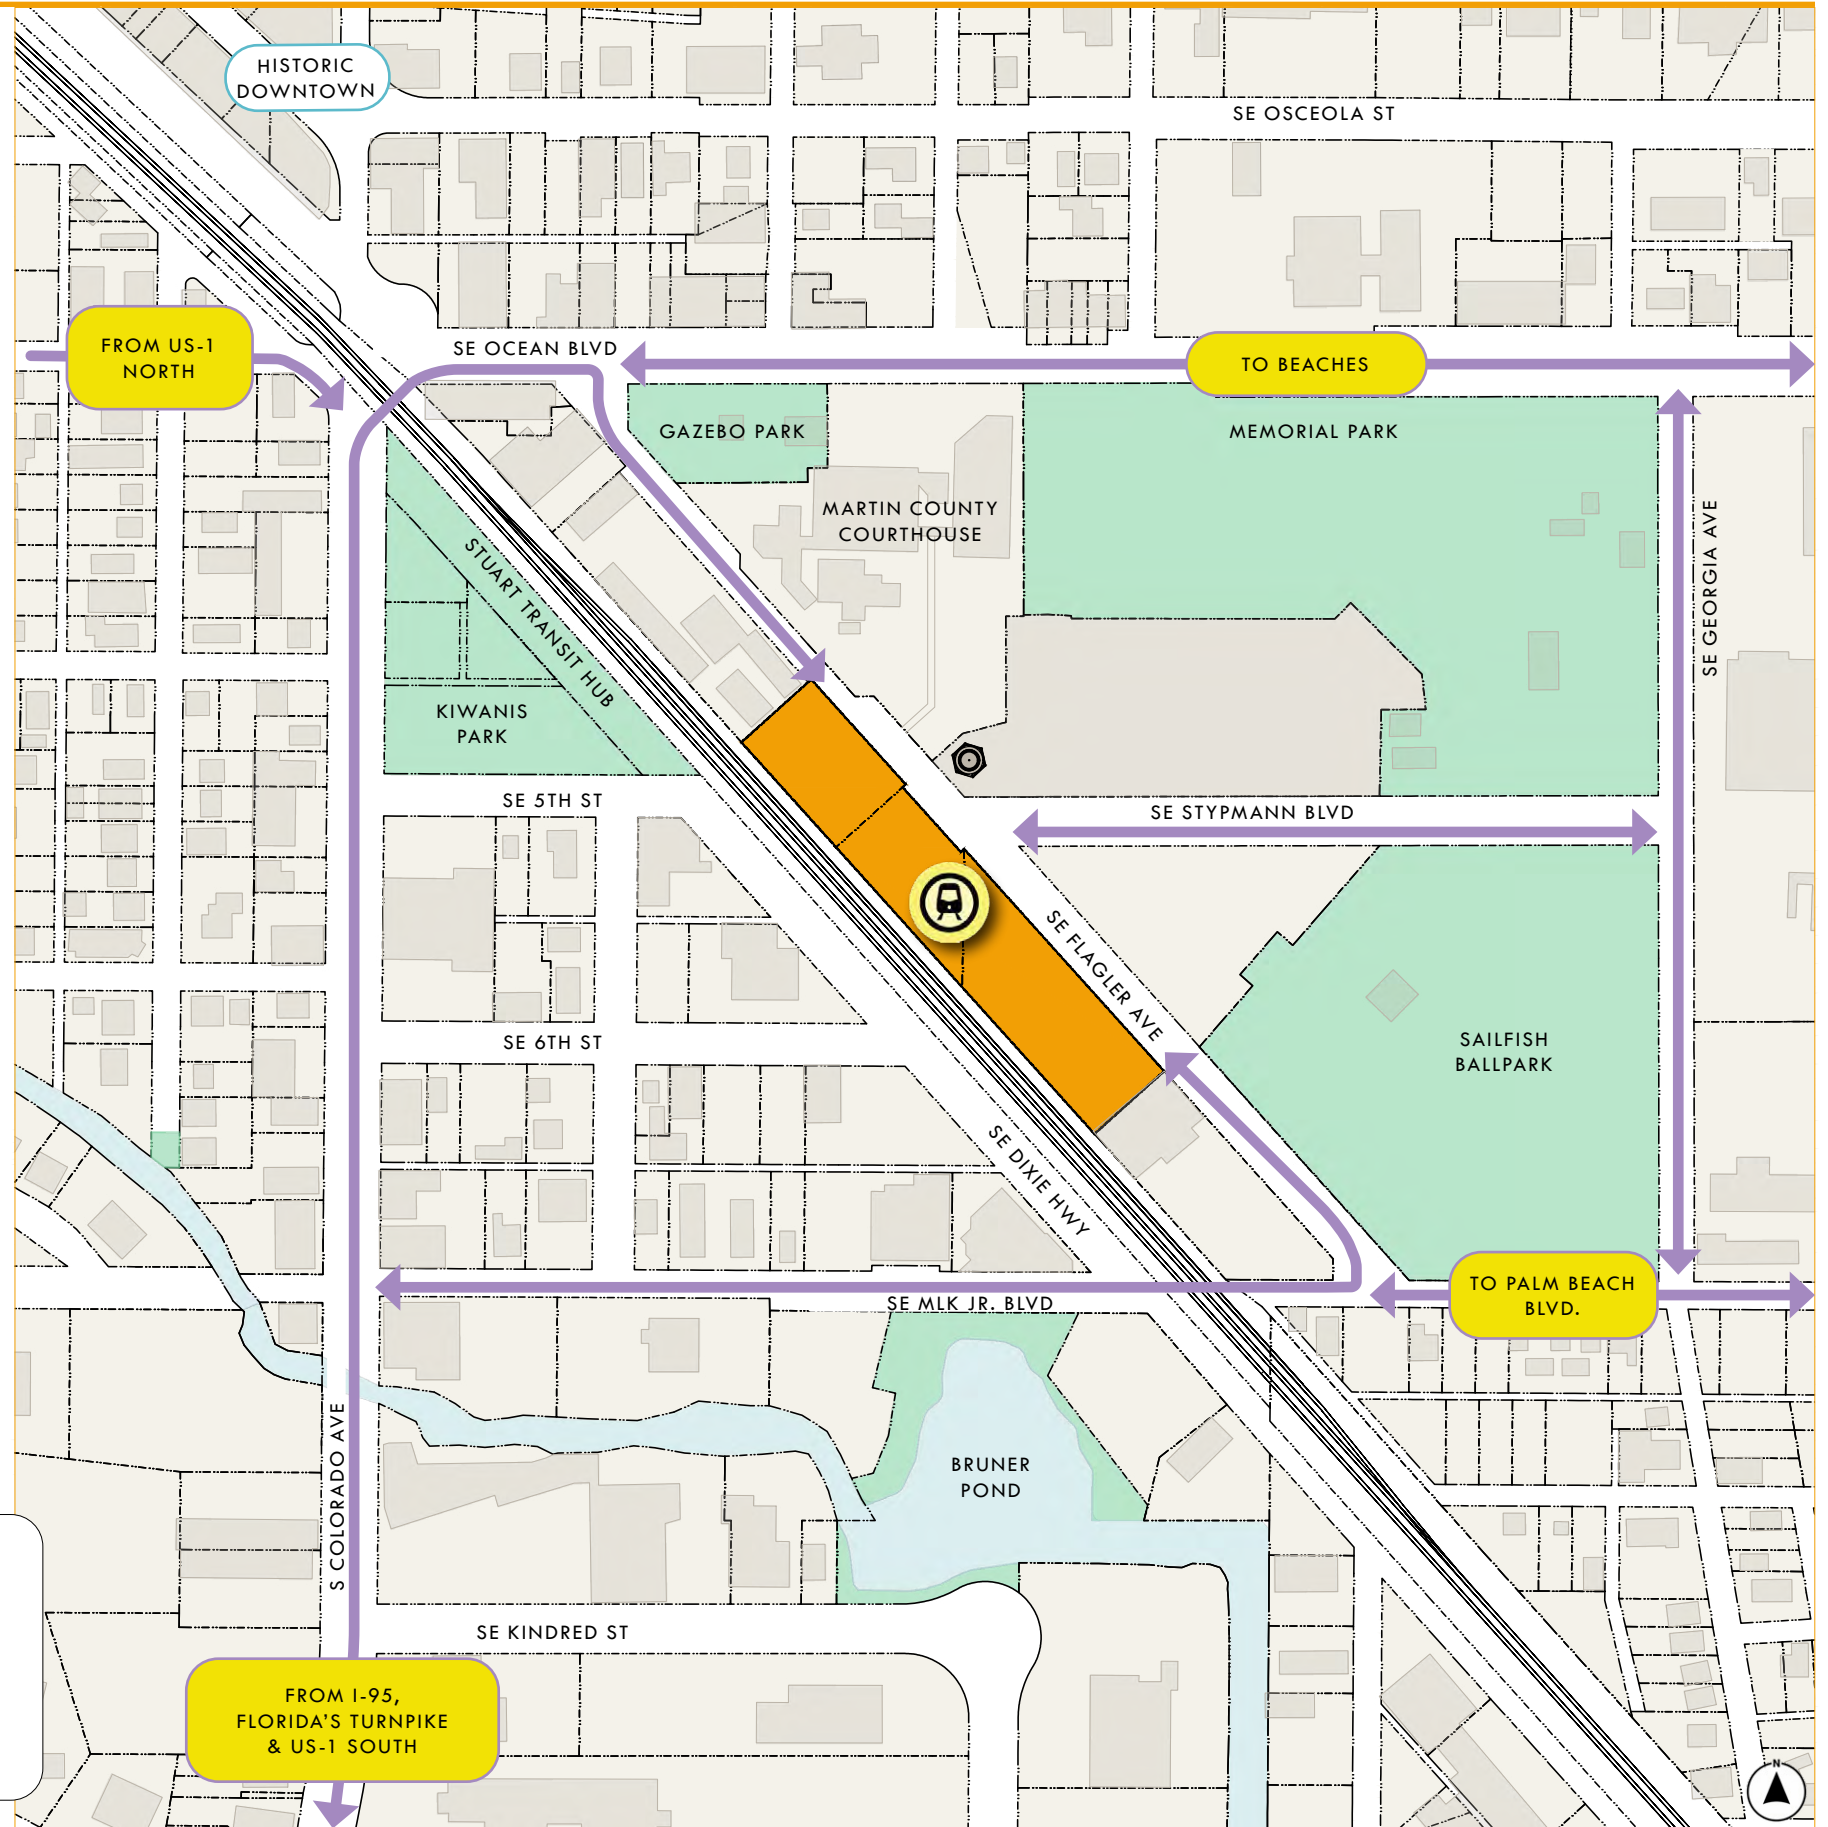 HISTORIC
DOWNTOWN
SE OSCEOLA ST
FROM US-1
NORTH
SE OCEAN BLVD
TO BEACHES
GAZEBO PARK
MEMORIAL PARK
MARTIN COUNTY
COURTHOUSE
SE GEORGIA AVE
STUART TRANSIT HUB
KIWANIS
PARK
SE 5TH ST
SE STYPMANN BLVD
SE FLAGLER AVE
SE 6TH ST
SAILFISH
BALLPARK
SE DIXIE HWY
TO PALM BEACH
BLVD.
SE MLK JR. BLVD
S COLORADO AVE
BRUNER
POND
SE KINDRED ST
FROM I-95,
FLORIDA'S TURNPIKE
& US-1 SOUTH
N